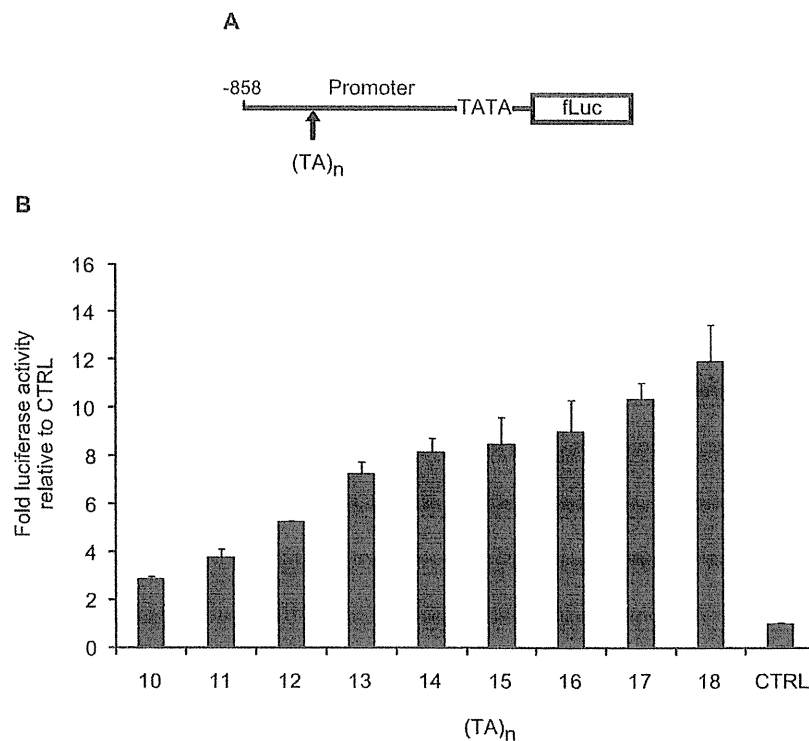 A
-858
Promoter
TATA
fLuc
(TA)n
B
Fold luciferase activity
relative to CTRL
16
14
12
10
8
6
4
2
0
10 11 12 13 14 15 16 17 18 CTRL
(TA)n